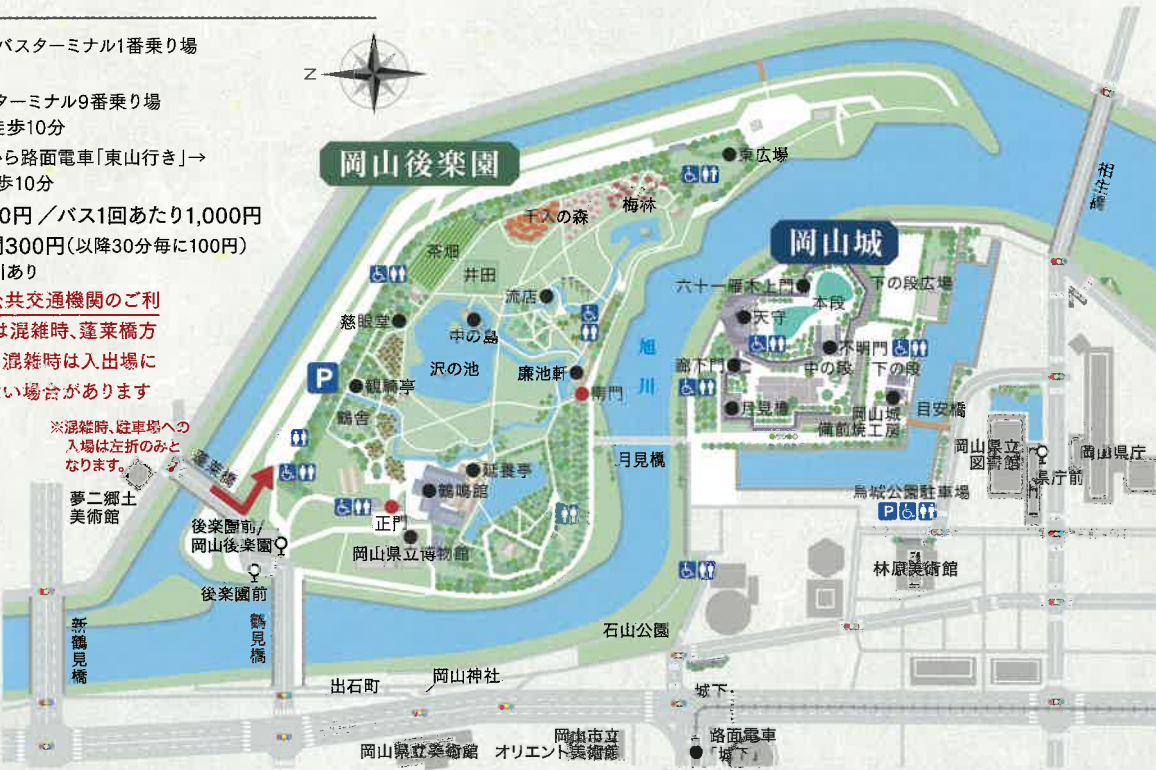 バスターミナル1番乗り場
ターミナル9番乗り場
徒歩10分
ら路面電車「東山行き」→
歩10分
0円／バス1回あたり1,000円
300円(以降30分毎に100円)
あり
公共交通機関のご利
は混雑時、蓬莱橋方
混雑時は入出場に
い場合があります
※混雑時、駐車場への
入場は左折のみと
なります。
N
岡山後楽園
東広場
梅林
千入の森
茶畑
井田
流店
慈眼堂
中の島
沢の池
廉池軒
南門
P
鶴鳴亭
鶴舎
延養亭
鶴鳴館
正門
岡山県立博物館
蓬莱橋
夢二郷土
美術館
後楽園前/
岡山後楽園
後楽園前
鶴見橋
新鶴見橋
旭川
月見橋
相生橋
岡山城
六十一雁木上門
本段
下の段広場
天守
不明門
廊下門
中の段
下の段
月見櫓
岡山城
備前焼工房
目安橋
岡山県立
図書館
県庁前
岡山県庁
烏城公園駐車場
P
林原美術館
石山公園
出石町
岡山神社
城下
岡山県立美術館
岡山市立
オリエント美術館
路面電車
「城下」